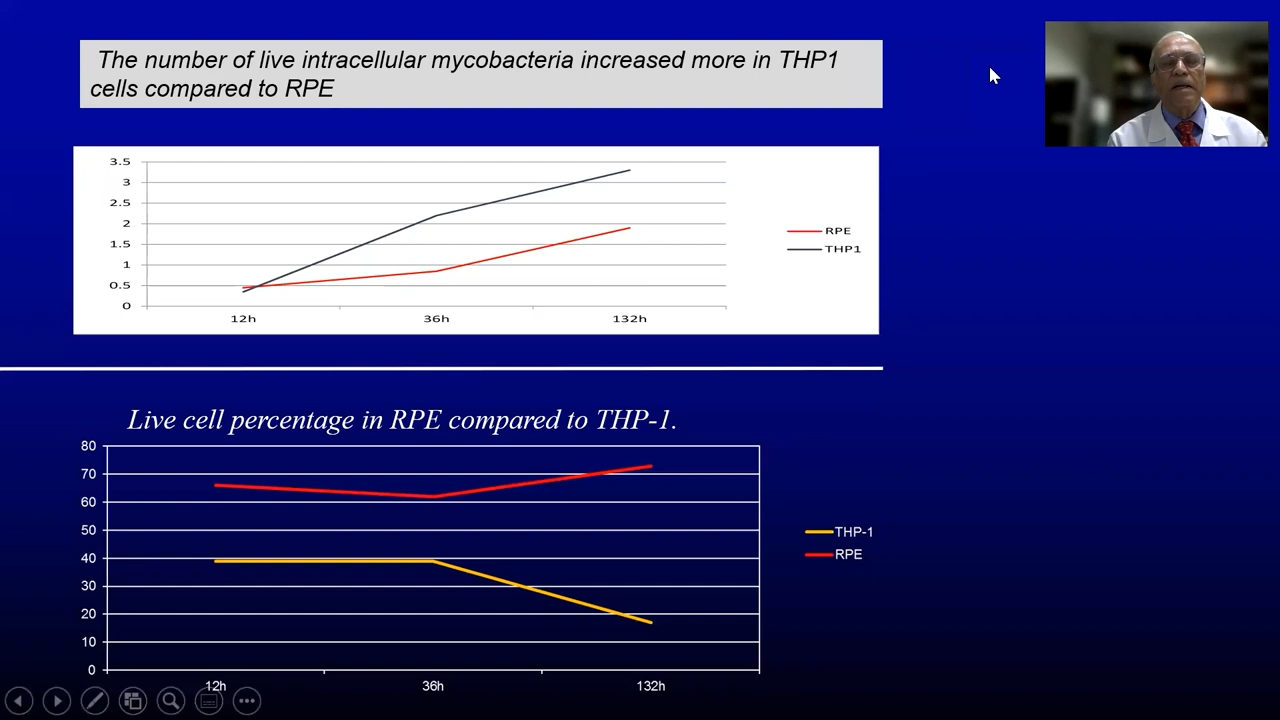 The number of live intracellular mycobacteria increased more in THP1
cells compared to RPE
3.5
3
2.5
2
1.5
1
0.5
0
12h 36h 132h
RPE
THP1
Live cell percentage in RPE compared to THP-1.
80
70
60
50
40
30
20
10
0
12h 36h 132h
THP-1
RPE